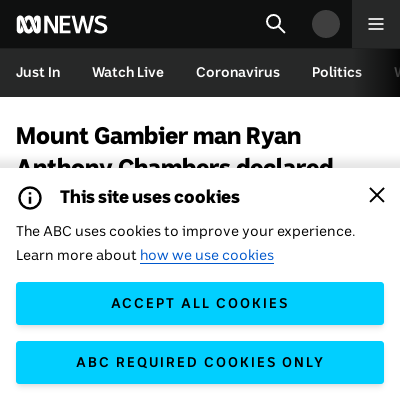 NEWS
Just In Watch Live Coronavirus Politics
Mount Gambier man Ryan
Anthony Chambers declared
This site uses cookies
The ABC uses cookies to improve your experience.
Learn more about how we use cookies
ACCEPT ALL COOKIES
ABC REQUIRED COOKIES ONLY